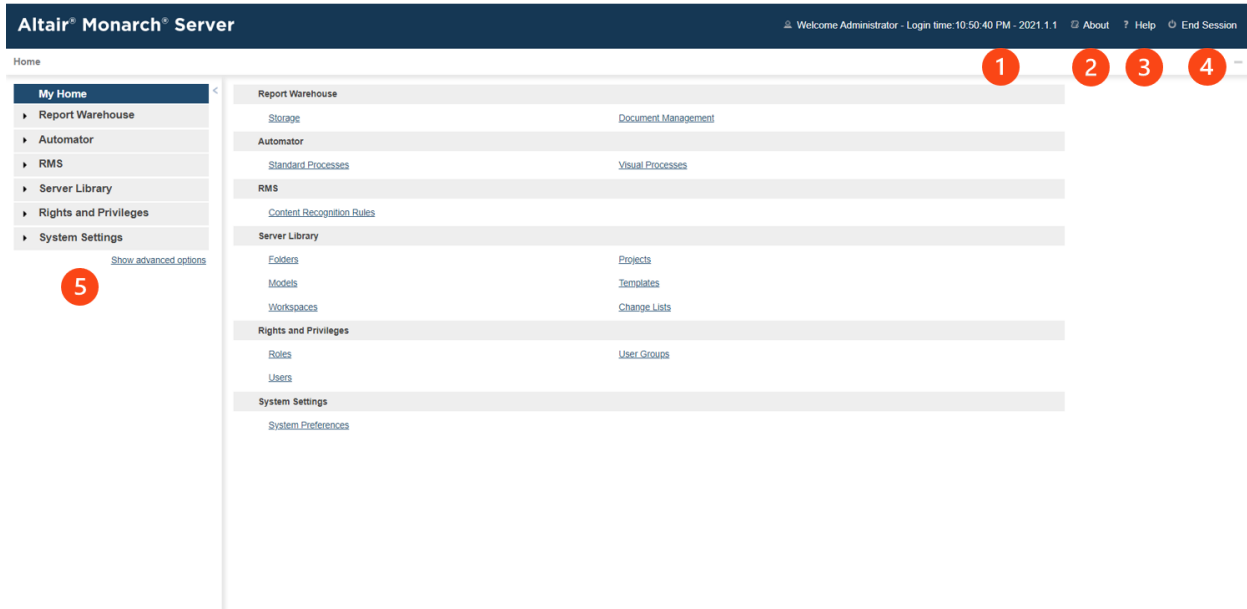 Altair® Monarch® Server
Welcome Administrator - Login time:10:50:40 PM - 2021.1.1 About ? Help End Session
Home
1 2 3 4
My Home
Report Warehouse
Automator
RMS
Server Library
Rights and Privileges
System Settings
Show advanced options
5
Report Warehouse
Storage Document Management
Automator
Standard Processes Visual Processes
RMS
Content Recognition Rules
Server Library
Folders Projects
Models Templates
Workspaces Change Lists
Rights and Privileges
Roles User Groups
Users
System Settings
System Preferences